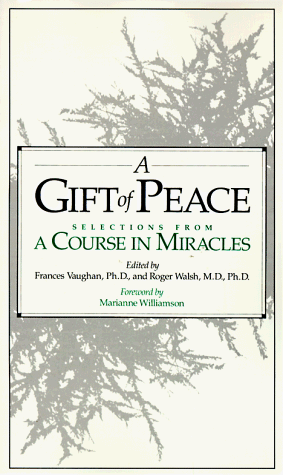 A
GIFT of PEACE
SELECTIONS FROM
A COURSE IN MIRACLES
Edited by
Frances Vaughan, Ph.D., and Roger Walsh, M.D., Ph.D.
Foreword by
Marianne Williamson